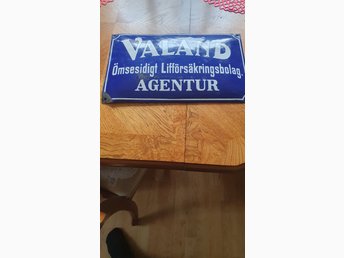 VALAND
Ömsesidigt Lifförsäkringsbolag.
AGENTUR